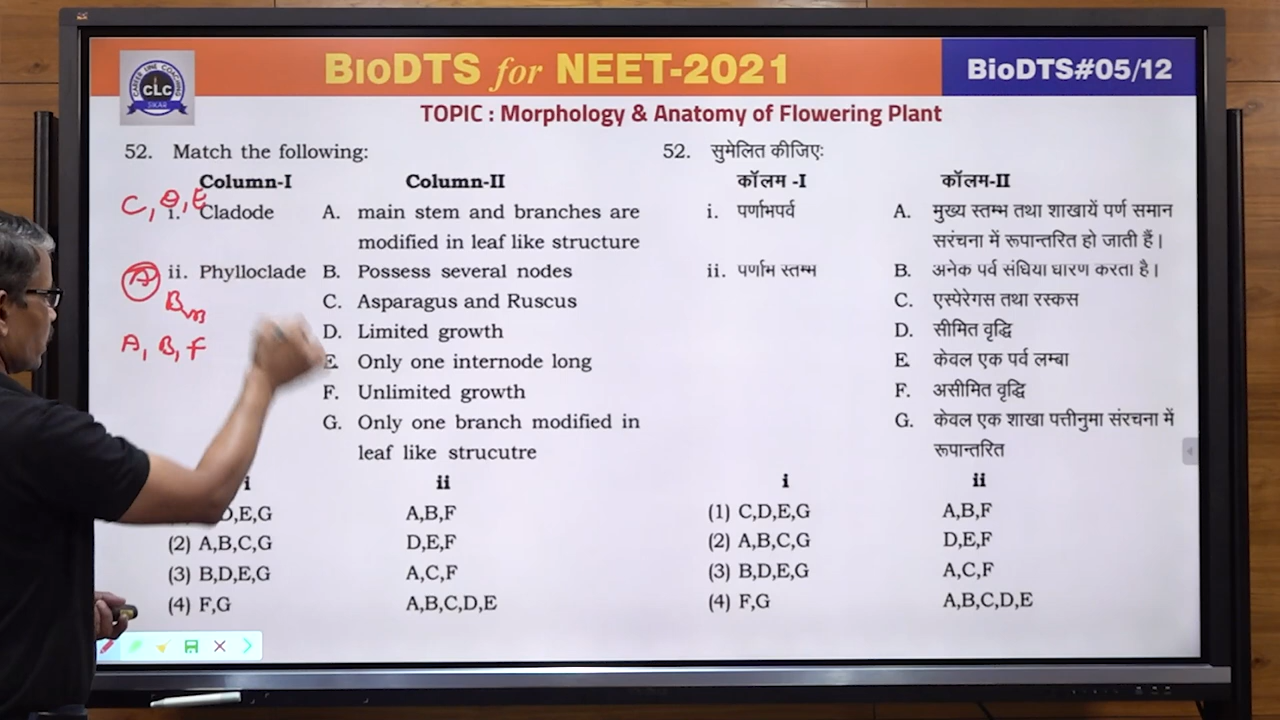 BIODTS for NEET-2021
BioDTS#05/12
CAREER LINE COACHING
CLC
SIKAR
TOPIC : Morphology & Anatomy of Flowering Plant
52. Match the following:
Column-I Column-II
C, D, E
i. Cladode A. main stem and branches are
modified in leaf like structure
A ii. Phylloclade B. Possess several nodes
B
C. Asparagus and Ruscus
A, B, F D. Limited growth
E. Only one internode long
F. Unlimited growth
G. Only one branch modified in
leaf like strucutre
i ii
D,E,G A,B,F
(2) A,B,C,G D,E,F
(3) B,D,E,G A,C,F
(4) F,G A,B,C,D,E
52. सुमेलित कीजिए:
कॉलम -I कॉलम-II
i. पर्णाभपर्व A. मुख्य स्तम्भ तथा शाखायें पर्ण समान
सरंचना में रूपान्तरित हो जाती हैं।
ii. पर्णाभ स्तम्भ B. अनेक पर्व संधिया धारण करता है।
C. एस्पेरेगस तथा रस्कस
D. सीमित वृद्धि
E. केवल एक पर्व लम्बा
F. असीमित वृद्धि
G. केवल एक शाखा पत्तीनुमा संरचना में
रूपान्तरित
i ii
(1) C,D,E,G A,B,F
(2) A,B,C,G D,E,F
(3) B,D,E,G A,C,F
(4) F,G A,B,C,D,E